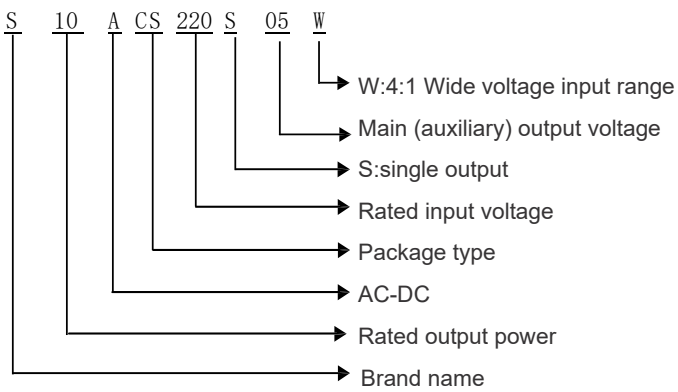 S 10 A CS 220 S 05 W
W:4:1 Wide voltage input range
Main (auxiliary) output voltage
S:single output
Rated input voltage
Package type
AC-DC
Rated output power
Brand name